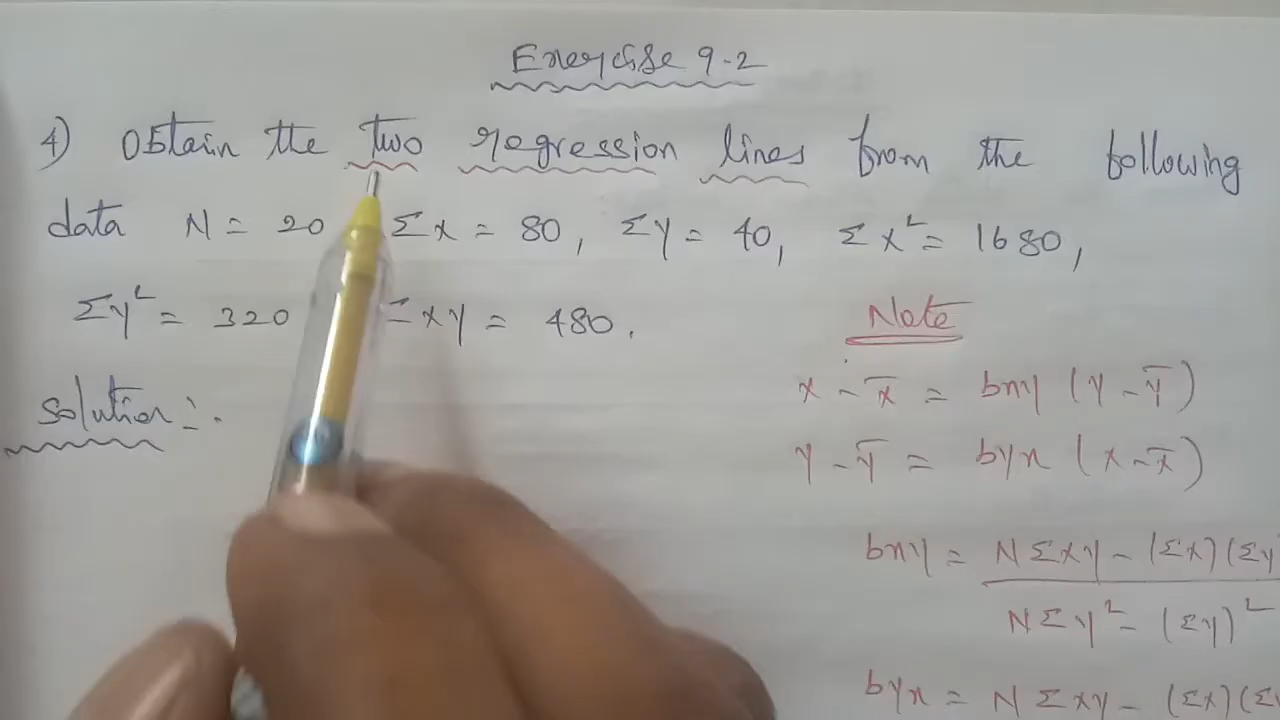 Exercise 9.2
4) Obtain the two regression lines from the following
data N = 20 Σx = 80, Σy = 40, Σx² = 1680,
Σy² = 320 Σxy = 480.
Note
Solution:-
x - x̅ = bxy (y - y̅)
y - y̅ = byx (x - x̅)
bxy = NΣxy - (Σx)(Σy
NΣy² - (Σy)²
byx = NΣxy - (Σx)(Σy